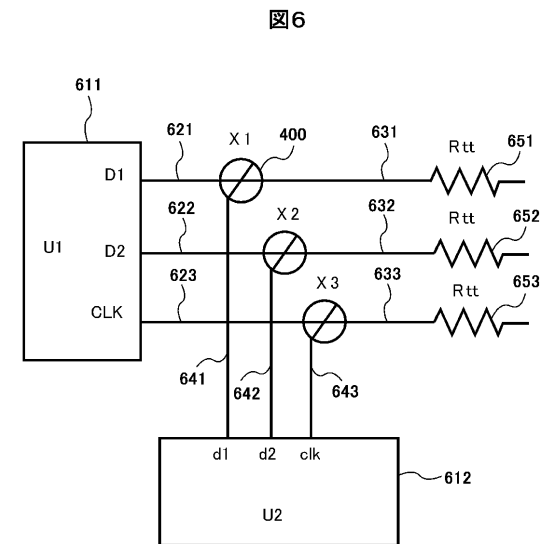 図6
611
621
X1
400
631
Rtt
651
D1
622
X2
632
Rtt
652
U1
D2
623
X3
633
Rtt
653
CLK
641
642
643
d1
d2
clk
612
U2